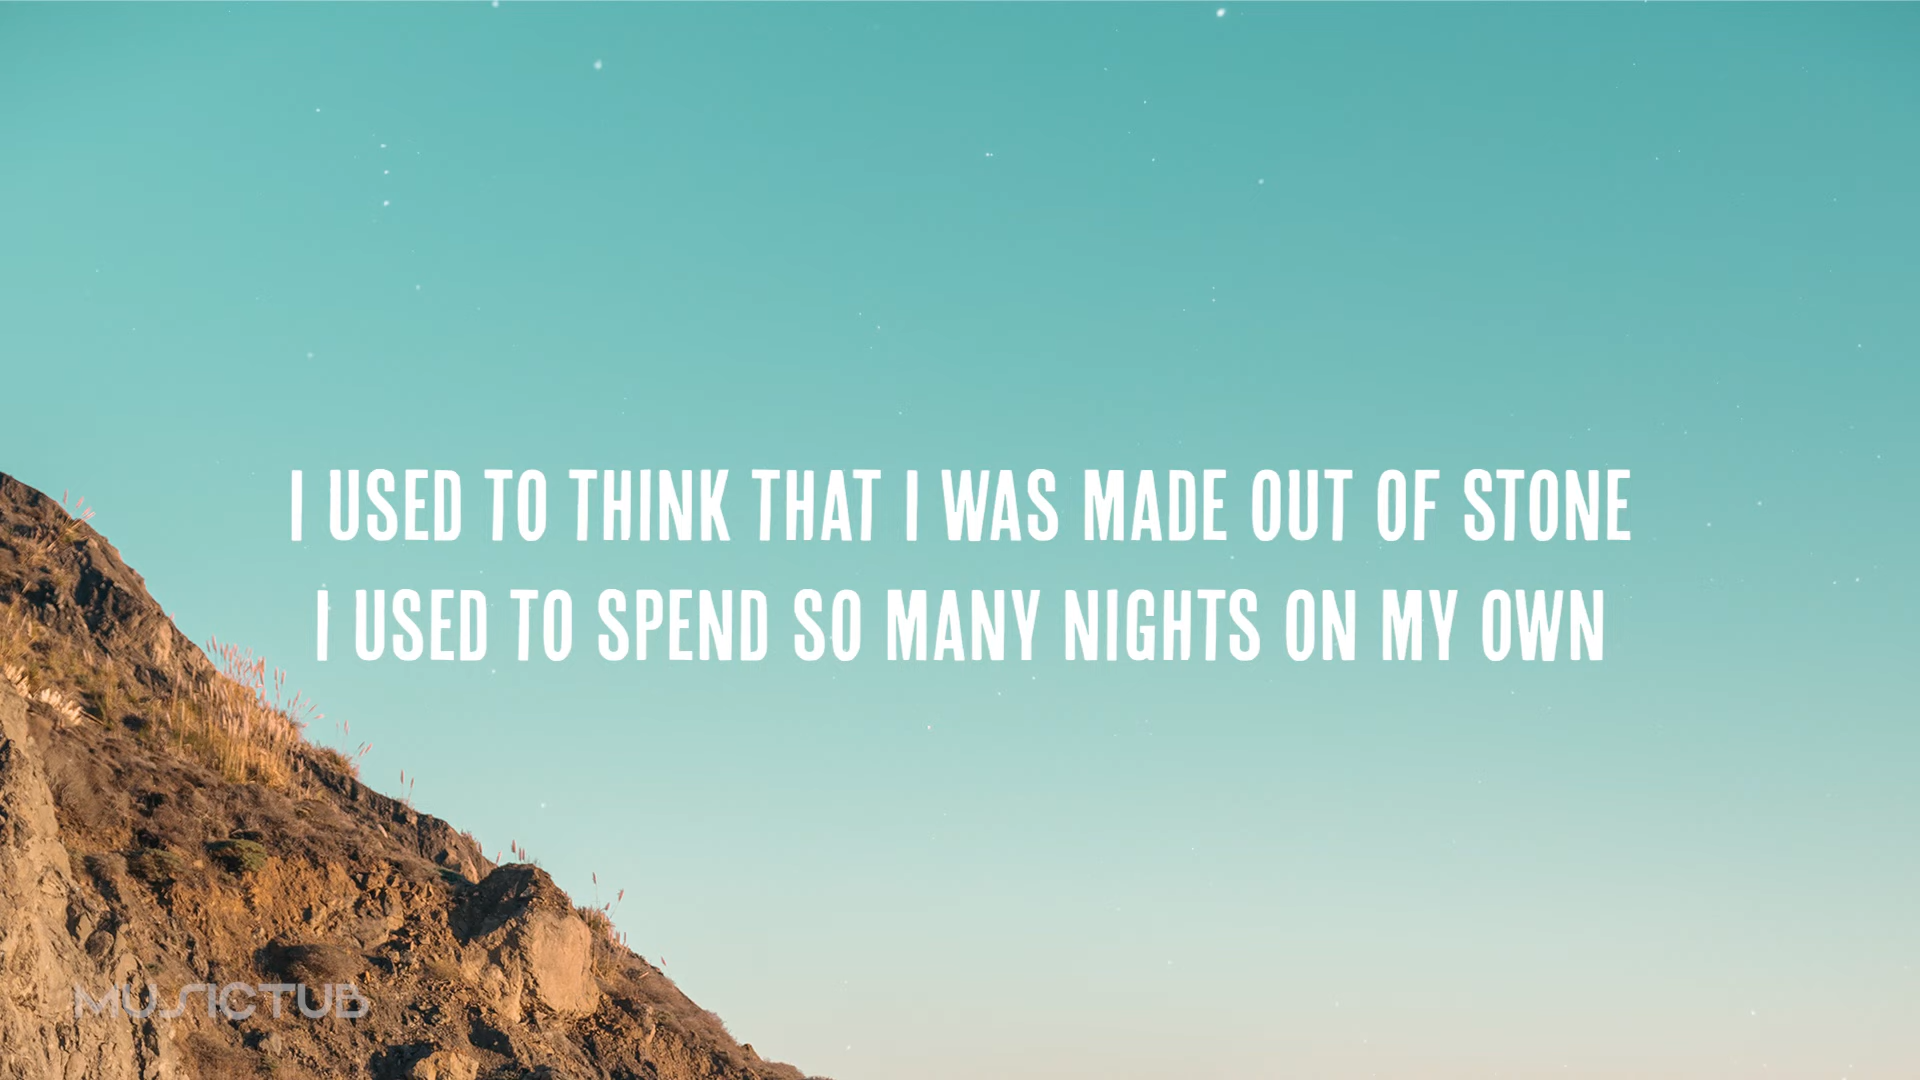 I USED TO THINK THAT I WAS MADE OUT OF STONE
I USED TO SPEND SO MANY NIGHTS ON MY OWN
MUSICTUB